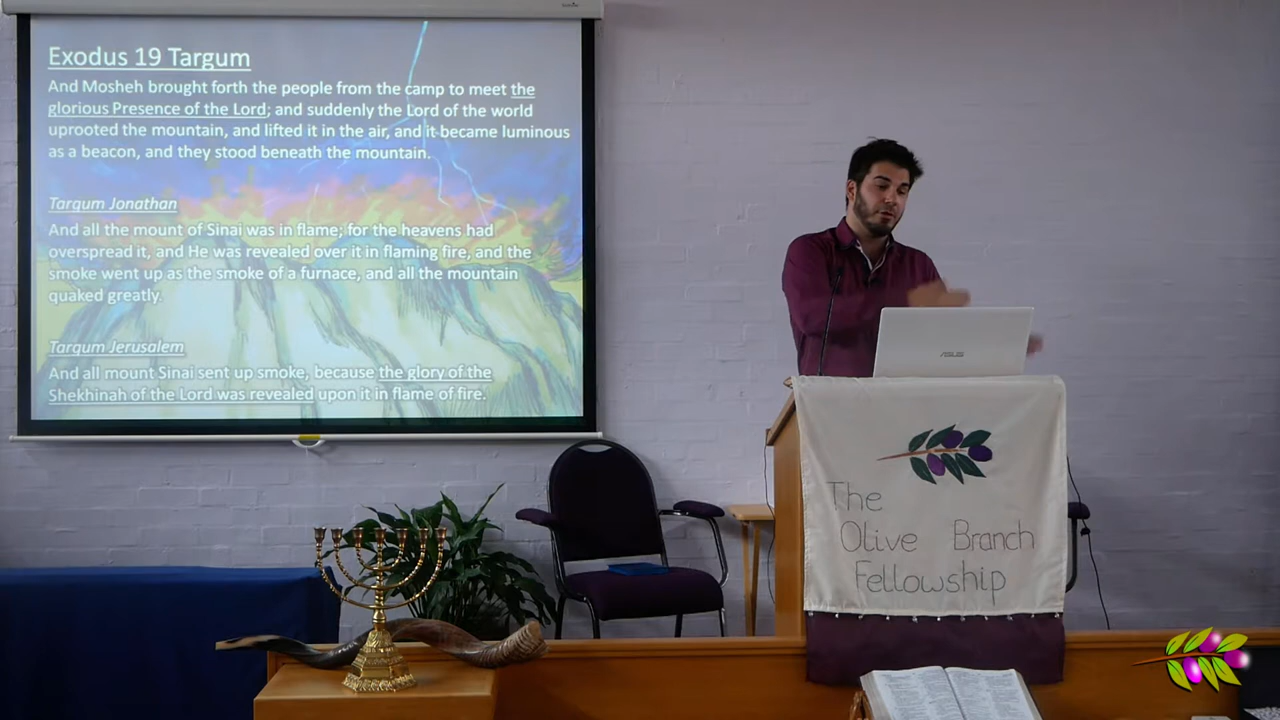 Exodus 19 Targum
And Mosheh brought forth the people from the camp to meet the
glorious Presence of the Lord; and suddenly the Lord of the world
uprooted the mountain, and lifted it in the air, and it became luminous
as a beacon, and they stood beneath the mountain.
Targum Jonathan
And all the mount of Sinai was in flame; for the heavens had
overspread it, and He was revealed over it in flaming fire, and the
smoke went up as the smoke of a furnace, and all the mountain
quaked greatly.
Targum Jerusalem
And all mount Sinai sent up smoke, because the glory of the
Shekhinah of the Lord was revealed upon it in flame of fire.
ASUS
The
Olive Branch
Fellowship